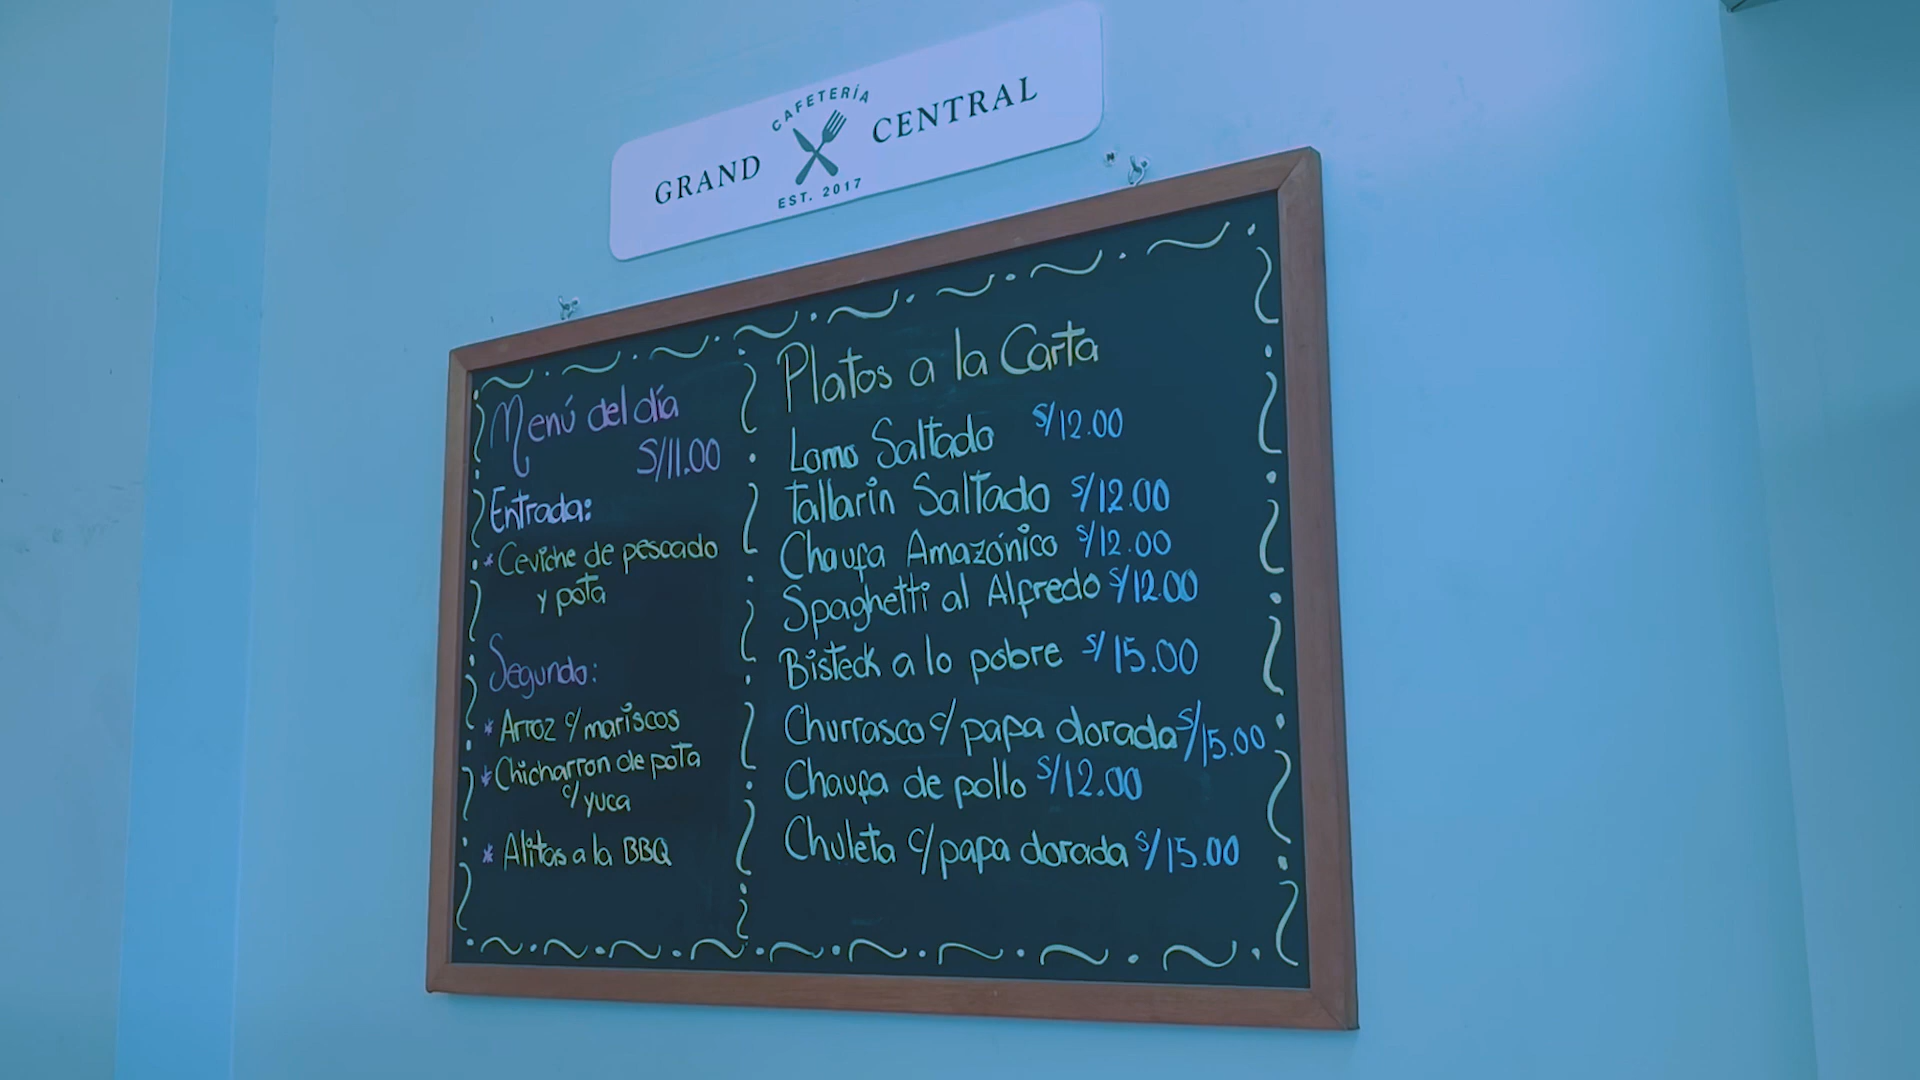 CAFETERÍA
GRAND CENTRAL
EST. 2017
Menú del día
S/11.00
Entrada:
* Ceviche de pescado
y pota
Segundo:
* Arroz c/ mariscos
* Chicharron de pota
c/ yuca
* Alitas a la BBQ
Platos a la Carta
Lomo Saltado S/12.00
Tallarin Saltado S/12.00
Chaufa Amazónico S/12.00
Spaghetti al Alfredo S/12.00
Bisteck a lo pobre S/15.00
Churrasco c/ papa dorada S/15.00
Chaufa de pollo S/12.00
Chuleta c/ papa dorada S/15.00